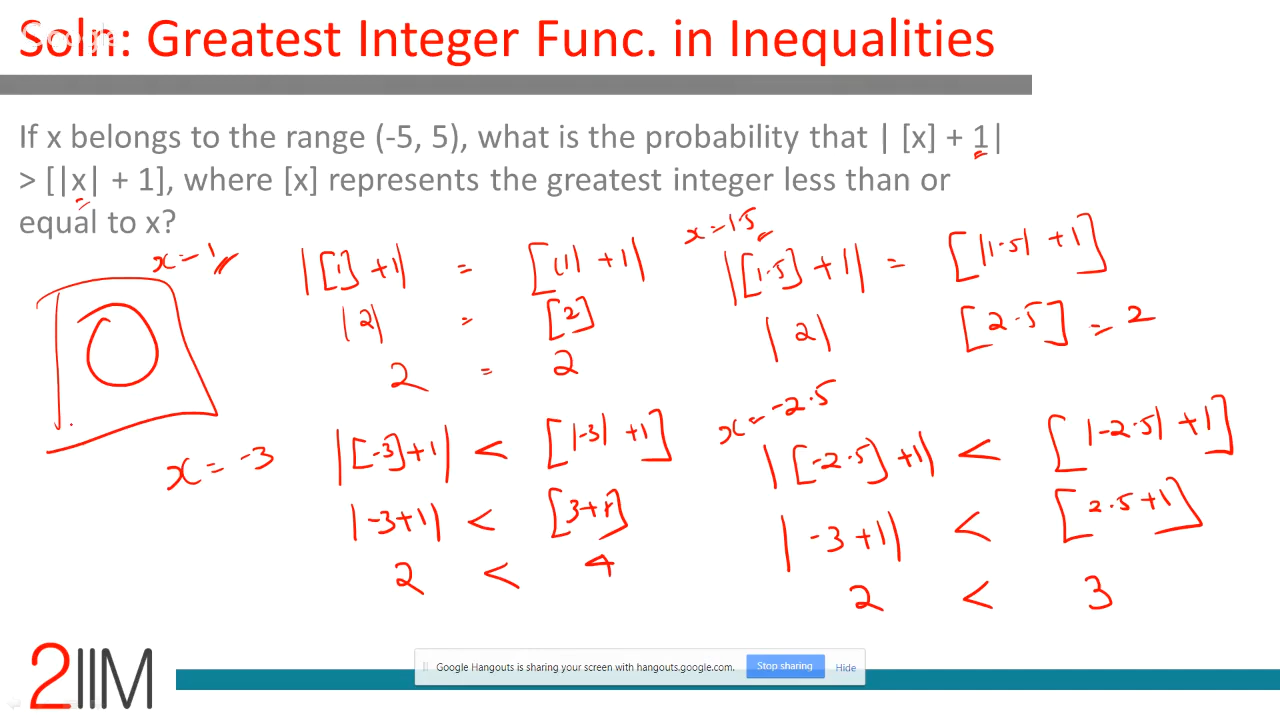 Soln: Greatest Integer Func. in Inequalities
If x belongs to the range (-5, 5), what is the probability that | [x] + 1|
> [|x| + 1], where [x] represents the greatest integer less than or
equal to x?
x = 1
|[1] + 1| = [|1| + 1]
|2| = [2]
2 = 2
x = 1.5
|[1.5] + 1| = [|1.5| + 1]
|2| [2.5] = 2
x = -3
|[-3] + 1| < [|-3| + 1]
|-3 + 1| < [3 + 1]
2 < 4
x = -2.5
|[-2.5] + 1| < [|-2.5| + 1]
|-3 + 1| < [2.5 + 1]
2 < 3
2IIM
Google Hangouts is sharing your screen with hangouts.google.com.
Stop sharing
Hide